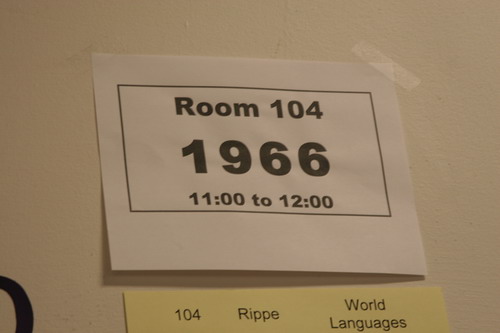 Room 104
1966
11:00 to 12:00
104 Rippe World Languages